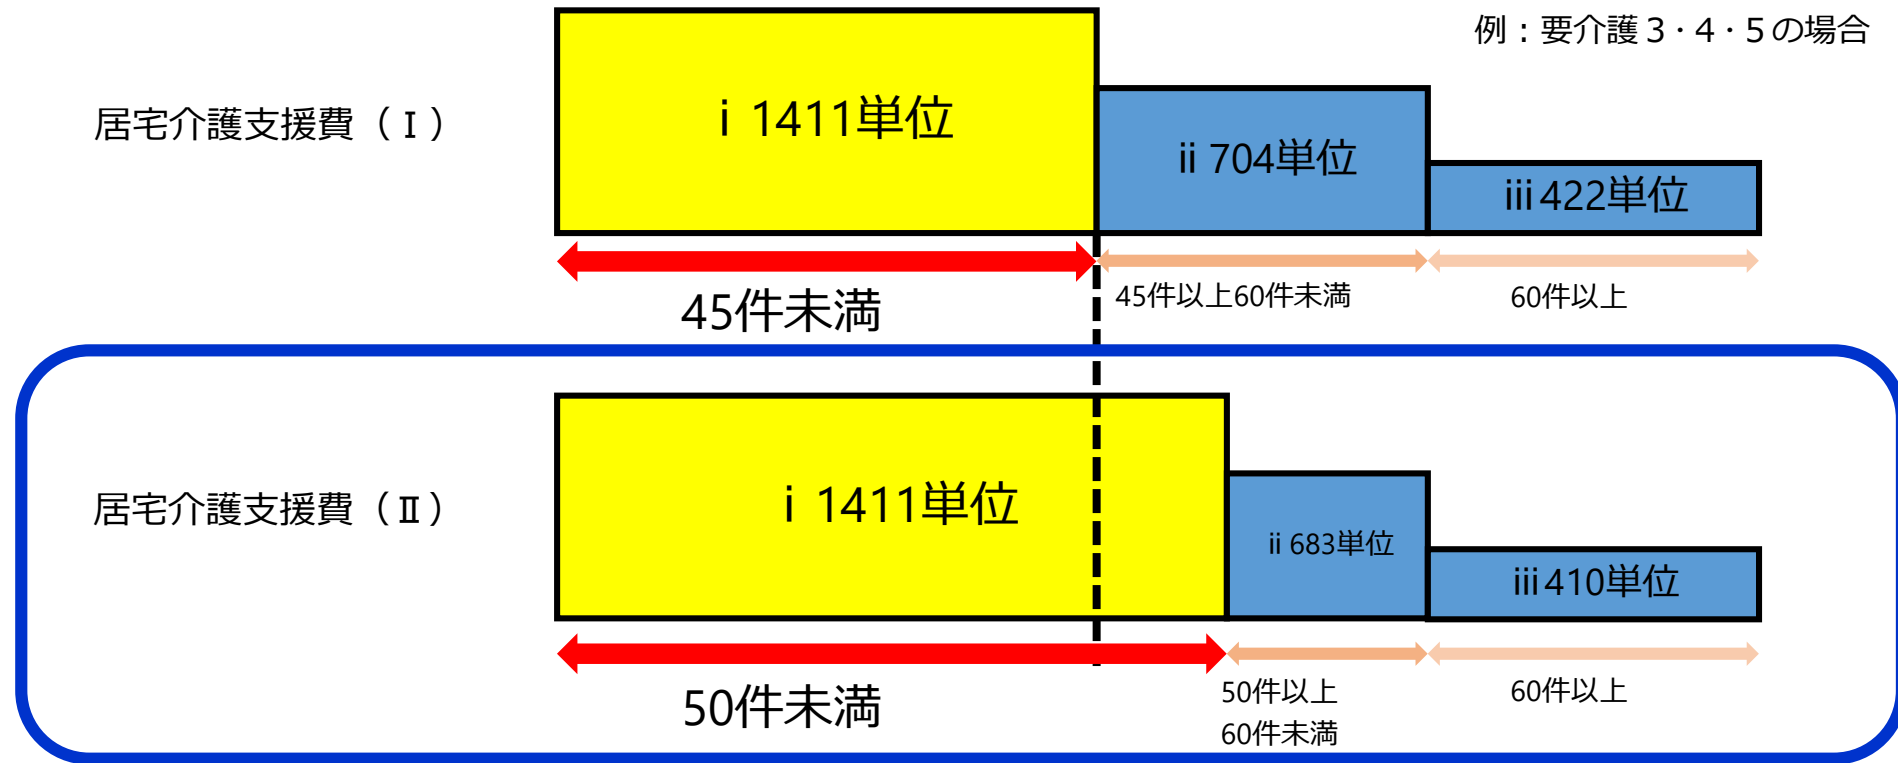 例：要介護３・４・５の場合
居宅介護支援費（Ⅰ）
ⅰ 1411単位
ⅱ 704単位
ⅲ 422単位
45件未満
45件以上60件未満
60件以上
居宅介護支援費（Ⅱ）
ⅰ 1411単位
ⅱ 683単位
ⅲ 410単位
50件未満
50件以上
60件未満
60件以上